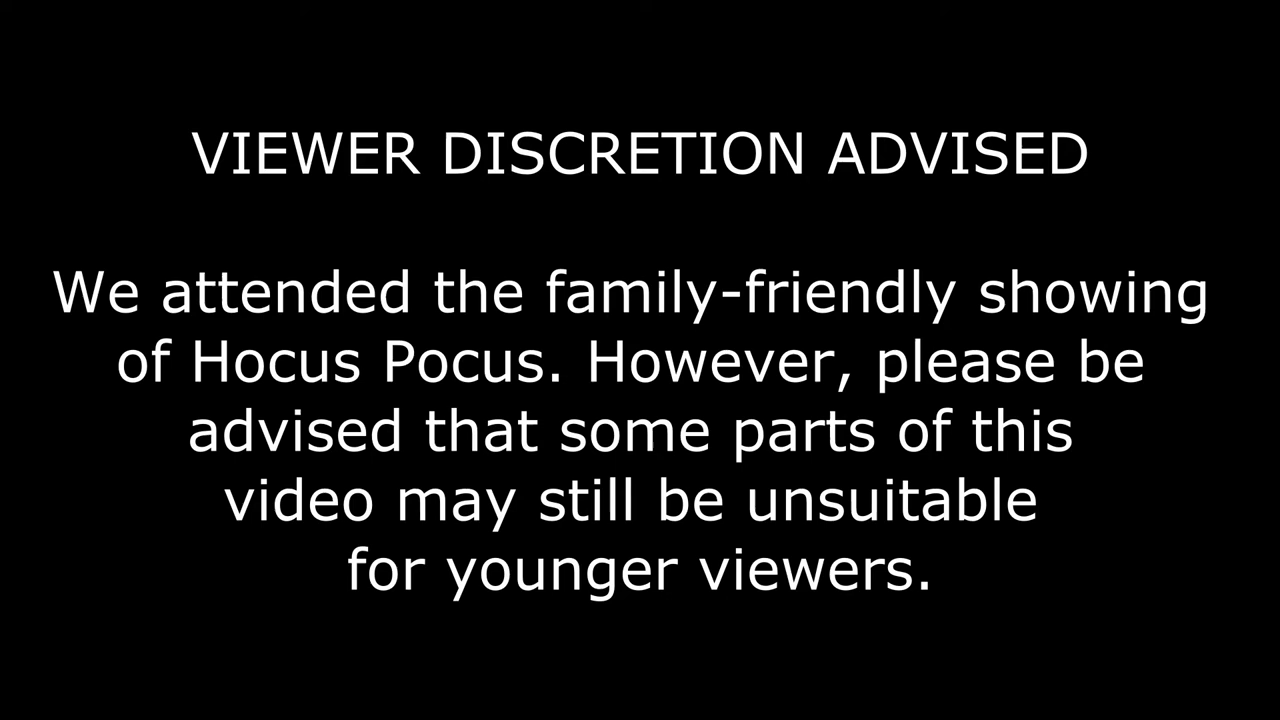 VIEWER DISCRETION ADVISED
We attended the family-friendly showing
of Hocus Pocus. However, please be
advised that some parts of this
video may still be unsuitable
for younger viewers.